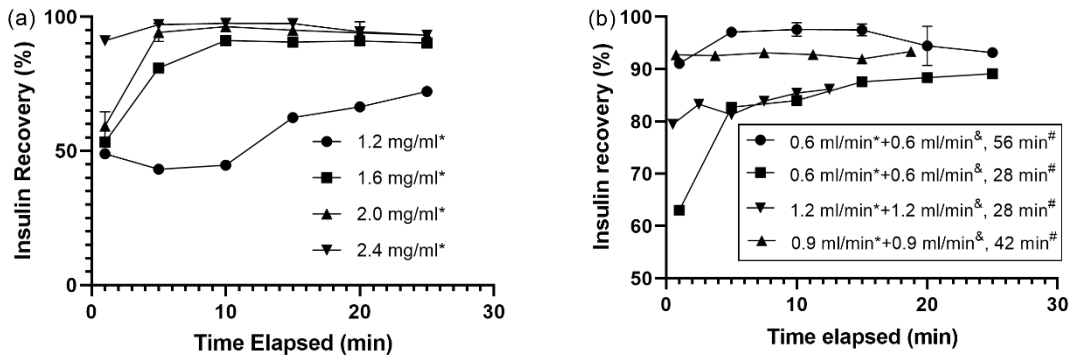 (a)
Insulin Recovery (%)
100
50
0
1.2 mg/ml*
1.6 mg/ml*
2.0 mg/ml*
2.4 mg/ml*
0
10
20
30
Time Elapsed (min)
(b)
Insulin recovery (%)
100
90
80
70
60
50
0.6 ml/min*+0.6 ml/min&, 56 min#
0.6 ml/min*+0.6 ml/min&, 28 min#
1.2 ml/min*+1.2 ml/min&, 28 min#
0.9 ml/min*+0.9 ml/min&, 42 min#
0
10
20
30
Time elapsed (min)